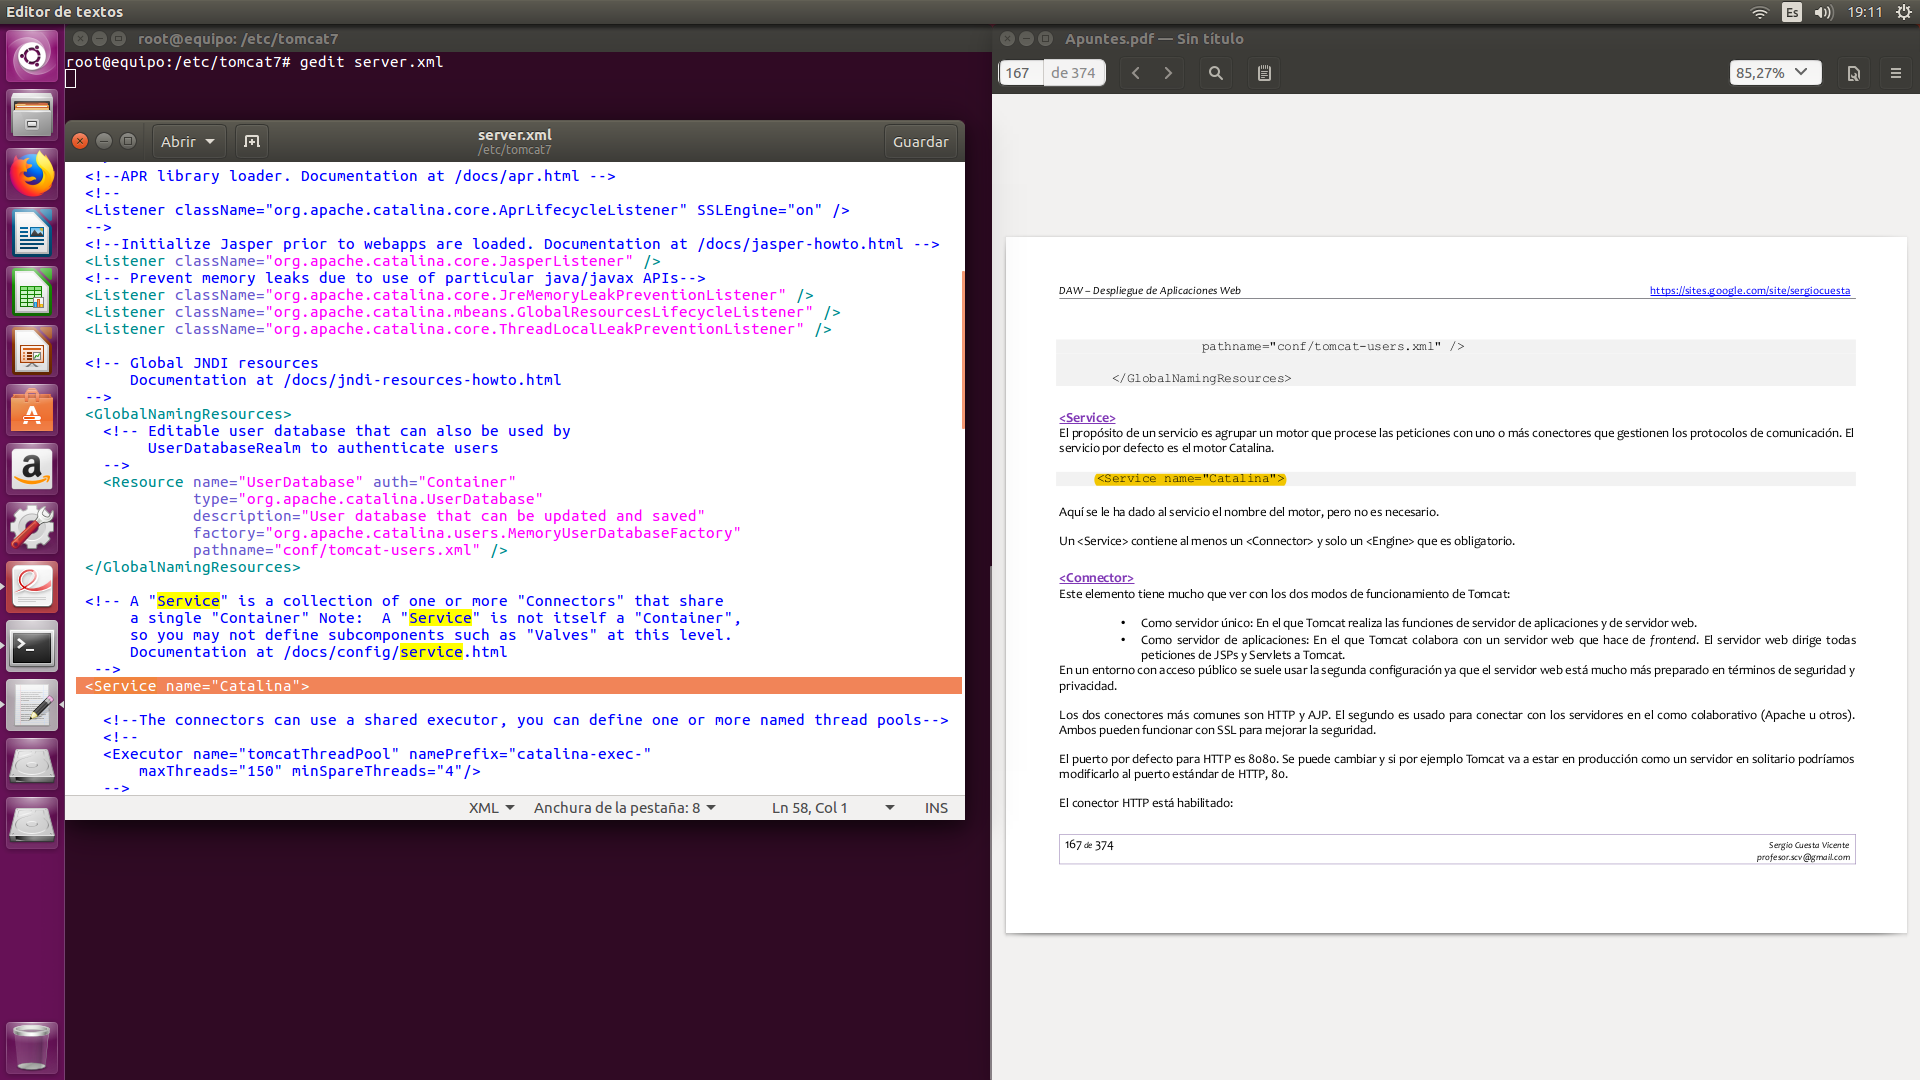 Editor de textos
Es
19:11
root@equipo: /etc/tomcat7
root@equipo:/etc/tomcat7# gedit server.xml
Abrir
server.xml
/etc/tomcat7
Guardar
<!--APR library loader. Documentation at /docs/apr.html -->
<!--
<Listener className="org.apache.catalina.core.AprLifecycleListener" SSLEngine="on" />
-->
<!--Initialize Jasper prior to webapps are loaded. Documentation at /docs/jasper-howto.html -->
<Listener className="org.apache.catalina.core.JasperListener" />
<!-- Prevent memory leaks due to use of particular java/javax APIs-->
<Listener className="org.apache.catalina.core.JreMemoryLeakPreventionListener" />
<Listener className="org.apache.catalina.mbeans.GlobalResourcesLifecycleListener" />
<Listener className="org.apache.catalina.core.ThreadLocalLeakPreventionListener" />
<!-- Global JNDI resources
Documentation at /docs/jndi-resources-howto.html
-->
<GlobalNamingResources>
<!-- Editable user database that can also be used by
UserDatabaseRealm to authenticate users
-->
<Resource name="UserDatabase" auth="Container"
type="org.apache.catalina.UserDatabase"
description="User database that can be updated and saved"
factory="org.apache.catalina.users.MemoryUserDatabaseFactory"
pathname="conf/tomcat-users.xml" />
</GlobalNamingResources>
<!-- A "Service" is a collection of one or more "Connectors" that share
a single "Container" Note:  A "Service" is not itself a "Container",
so you may not define subcomponents such as "Valves" at this level.
Documentation at /docs/config/service.html
-->
<Service name="Catalina">
<!--The connectors can use a shared executor, you can define one or more named thread pools-->
<!--
<Executor name="tomcatThreadPool" namePrefix="catalina-exec-"
maxThreads="150" minSpareThreads="4"/>
-->
XML
Anchura de la pestaña: 8
Ln 58, Col 1
INS
Apuntes.pdf — Sin título
167 de 374
85,27%
DAW – Despliegue de Aplicaciones Web
https://sites.google.com/site/sergiocuesta
pathname="conf/tomcat-users.xml" />
</GlobalNamingResources>
<Service>
El propósito de un servicio es agrupar un motor que procese las peticiones con uno o más conectores que gestionen los protocolos de comunicación. El
servicio por defecto es el motor Catalina.
<Service name="Catalina">
Aquí se le ha dado al servicio el nombre del motor, pero no es necesario.
Un <Service> contiene al menos un <Connector> y solo un <Engine> que es obligatorio.
<Connector>
Este elemento tiene mucho que ver con los dos modos de funcionamiento de Tomcat:
• Como servidor único: En el que Tomcat realiza las funciones de servidor de aplicaciones y de servidor web.
• Como servidor de aplicaciones: En el que Tomcat colabora con un servidor web que hace de frontend. El servidor web dirige todas
peticiones de JSPs y Servlets a Tomcat.
En un entorno con acceso público se suele usar la segunda configuración ya que el servidor web está mucho más preparado en términos de seguridad y
privacidad.
Los dos conectores más comunes son HTTP y AJP. El segundo es usado para conectar con los servidores en el como colaborativo (Apache u otros).
Ambos pueden funcionar con SSL para mejorar la seguridad.
El puerto por defecto para HTTP es 8080. Se puede cambiar y si por ejemplo Tomcat va a estar en producción como un servidor en solitario podríamos
modificarlo al puerto estándar de HTTP, 80.
El conector HTTP está habilitado:
167 de 374
Sergio Cuesta Vicente
profesor.scv@gmail.com